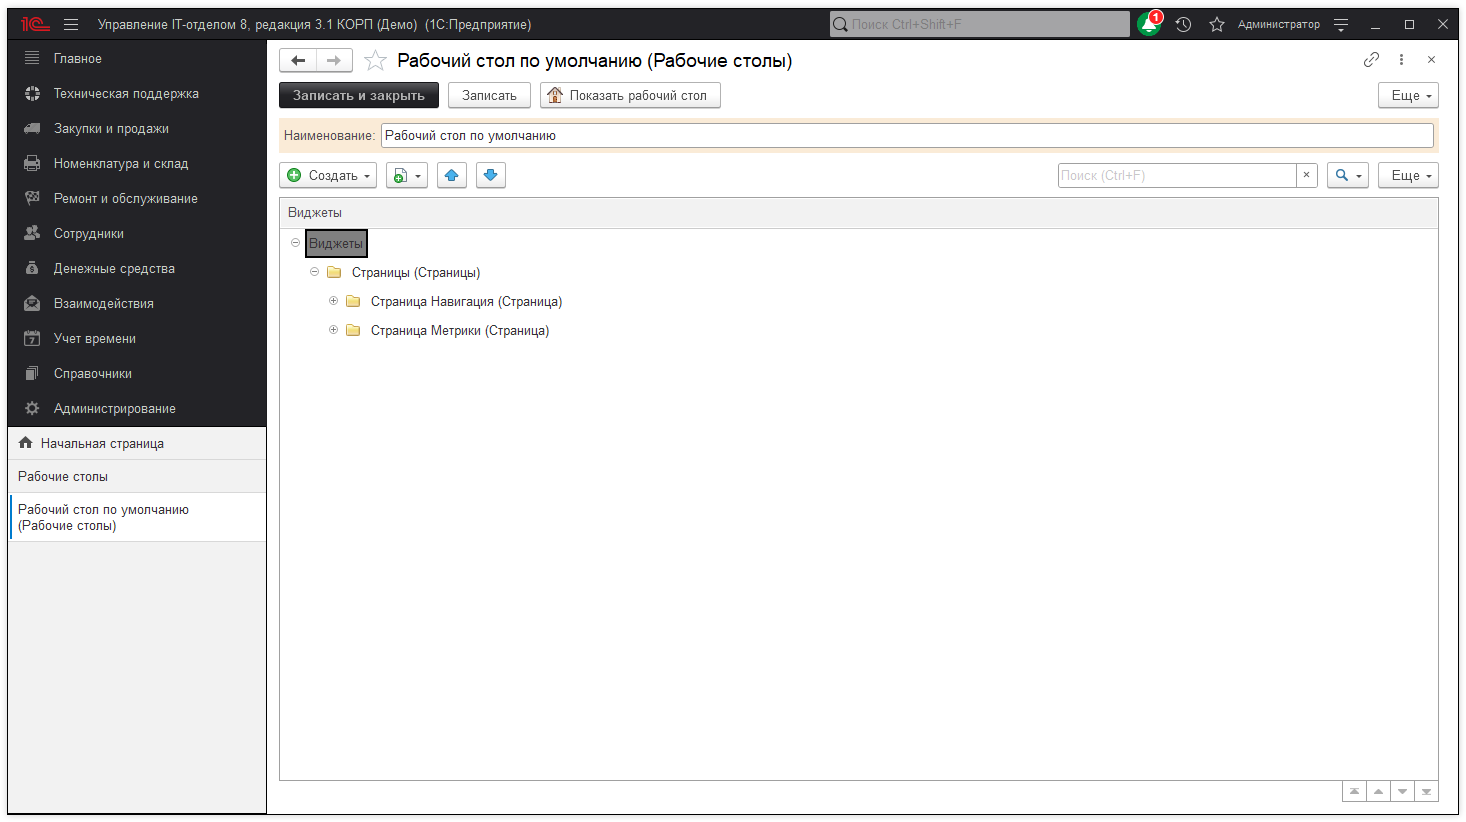 1С Управление IT-отделом 8, редакция 3.1 КОРП (Демо) (1С:Предприятие) Поиск Ctrl+Shift+F 1 Администратор
Главное
Техническая поддержка
Закупки и продажи
Номенклатура и склад
Ремонт и обслуживание
Сотрудники
Денежные средства
Взаимодействия
7 Учет времени
Справочники
Администрирование
Начальная страница
Рабочие столы
Рабочий стол по умолчанию
(Рабочие столы)
Рабочий стол по умолчанию (Рабочие столы)
Записать и закрыть Записать Показать рабочий стол Еще
Наименование: Рабочий стол по умолчанию
Создать Поиск (Ctrl+F) × Еще
Виджеты
Виджеты
Страницы (Страницы)
Страница Навигация (Страница)
Страница Метрики (Страница)